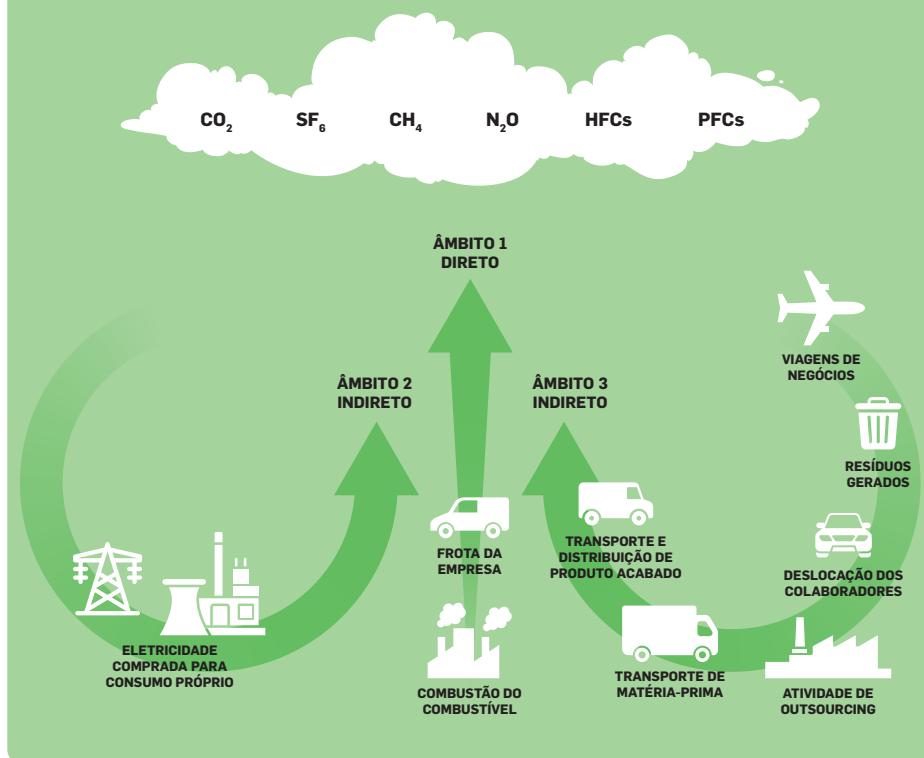 CO₂ SF₆ CH₄ N₂O HFCs PFCs
ÂMBITO 1
DIRETO
ÂMBITO 2
INDIRETO
ÂMBITO 3
INDIRETO
VIAGENS DE
NEGÓCIOS
RESÍDUOS
GERADOS
FROTA DA
EMPRESA
TRANSPORTE E
DISTRIBUIÇÃO DE
PRODUTO ACABADO
DESLOCAÇÃO DOS
COLABORADORES
ELETRICIDADE
COMPRADA PARA
CONSUMO PRÓPRIO
COMBUSTÃO DO
COMBUSTÍVEL
TRANSPORTE DE
MATÉRIA-PRIMA
ATIVIDADE DE
OUTSOURCING